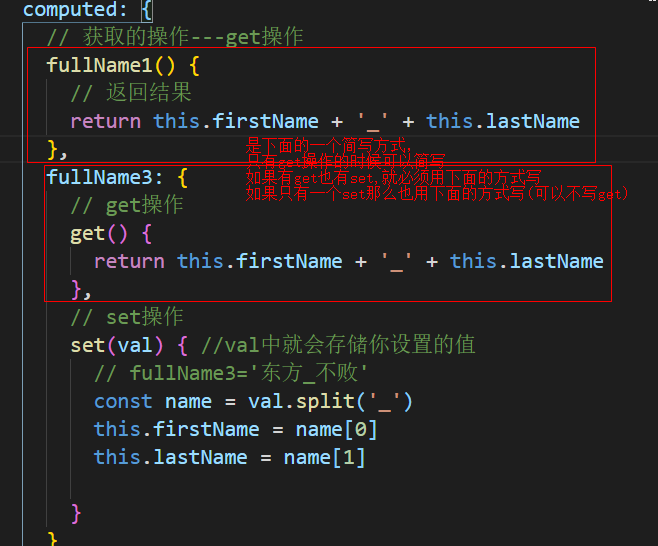 computed: {
// 获取的操作---get操作
fullName1() {
// 返回结果
return this.firstName + '_' + this.lastName
},
是下面的一个简写方式,
只有get操作的时候可以简写
如果有get也有set,就必须用下面的方式写
如果只有一个set那么也用下面的方式写(可以不写get)
fullName3: {
// get操作
get() {
return this.firstName + '_' + this.lastName
},
// set操作
set(val) { //val中就会存储你设置的值
// fullName3='东方_不败'
const name = val.split('_')
this.firstName = name[0]
this.lastName = name[1]
}
}